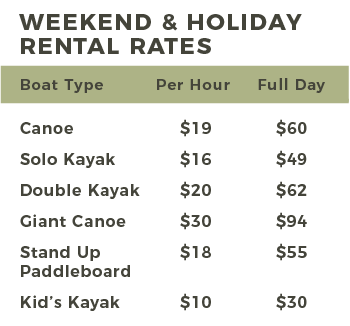 WEEKEND & HOLIDAY
RENTAL RATES
Boat Type Per Hour Full Day
Canoe $19 $60
Solo Kayak $16 $49
Double Kayak $20 $62
Giant Canoe $30 $94
Stand Up $18 $55
Paddleboard
Kid’s Kayak $10 $30